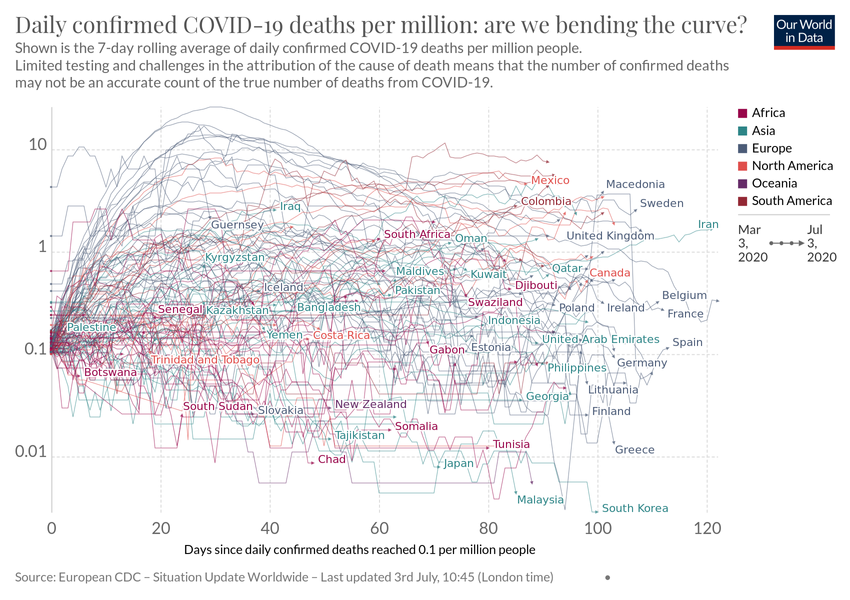 Daily confirmed COVID-19 deaths per million: are we bending the curve?
Our World
in Data
Shown is the 7-day rolling average of daily confirmed COVID-19 deaths per million people.
Limited testing and challenges in the attribution of the cause of death means that the number of confirmed deaths
may not be an accurate count of the true number of deaths from COVID-19.
10
1
0.1
0.01
Mexico
Macedonia
Colombia
Sweden
Iraq
Guernsey
South Africa
Oman
United Kingdom
Iran
Kyrgyzstan
Maldives
Kuwait
Qatar
Canada
Iceland
Pakistan
Djibouti
Swaziland
Belgium
Senegal
Kazakhstan
Bangladesh
Poland
Ireland
France
Palestine
Indonesia
Yemen
Costa Rica
United Arab Emirates
Spain
Gabon
Estonia
Trinidad and Tobago
Germany
Botswana
Philippines
Lithuania
Georgia
South Sudan
Slovakia
New Zealand
Finland
Somalia
Tajikistan
Tunisia
Greece
Chad
Japan
Malaysia
South Korea
0
20
40
60
80
100
120
Days since daily confirmed deaths reached 0.1 per million people
Africa
Asia
Europe
North America
Oceania
South America
Mar
3,
2020
Jul
3,
2020
Source: European CDC – Situation Update Worldwide – Last updated 3rd July, 10:45 (London time)